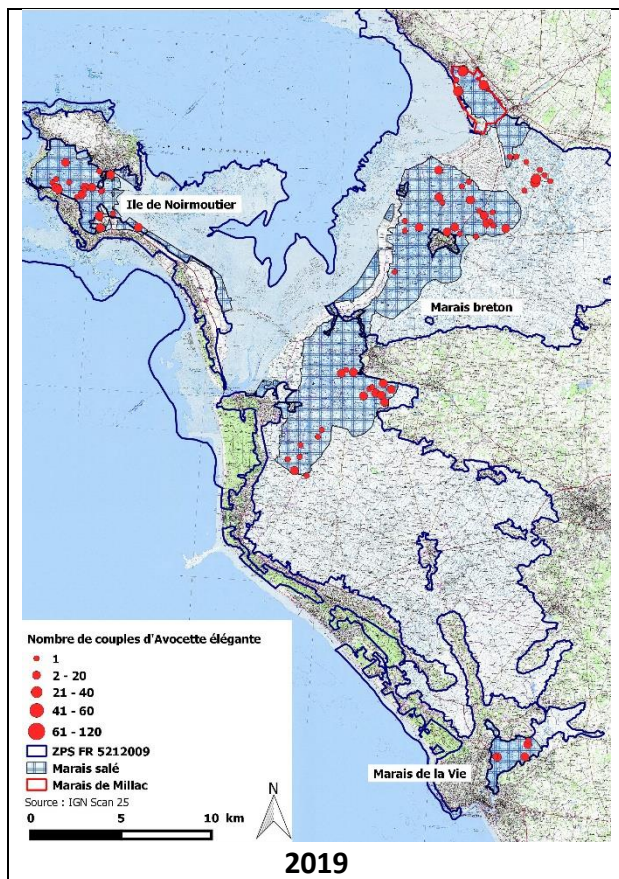 Ile de Noirmoutier
Marais breton
Marais de la Vie
Nombre de couples d'Avocette élégante
1
2 - 20
21 - 40
41 - 60
61 - 120
ZPS FR 5212009
Marais salé
Marais de Millac
Source : IGN Scan 25
N
0 5 10 km
2019